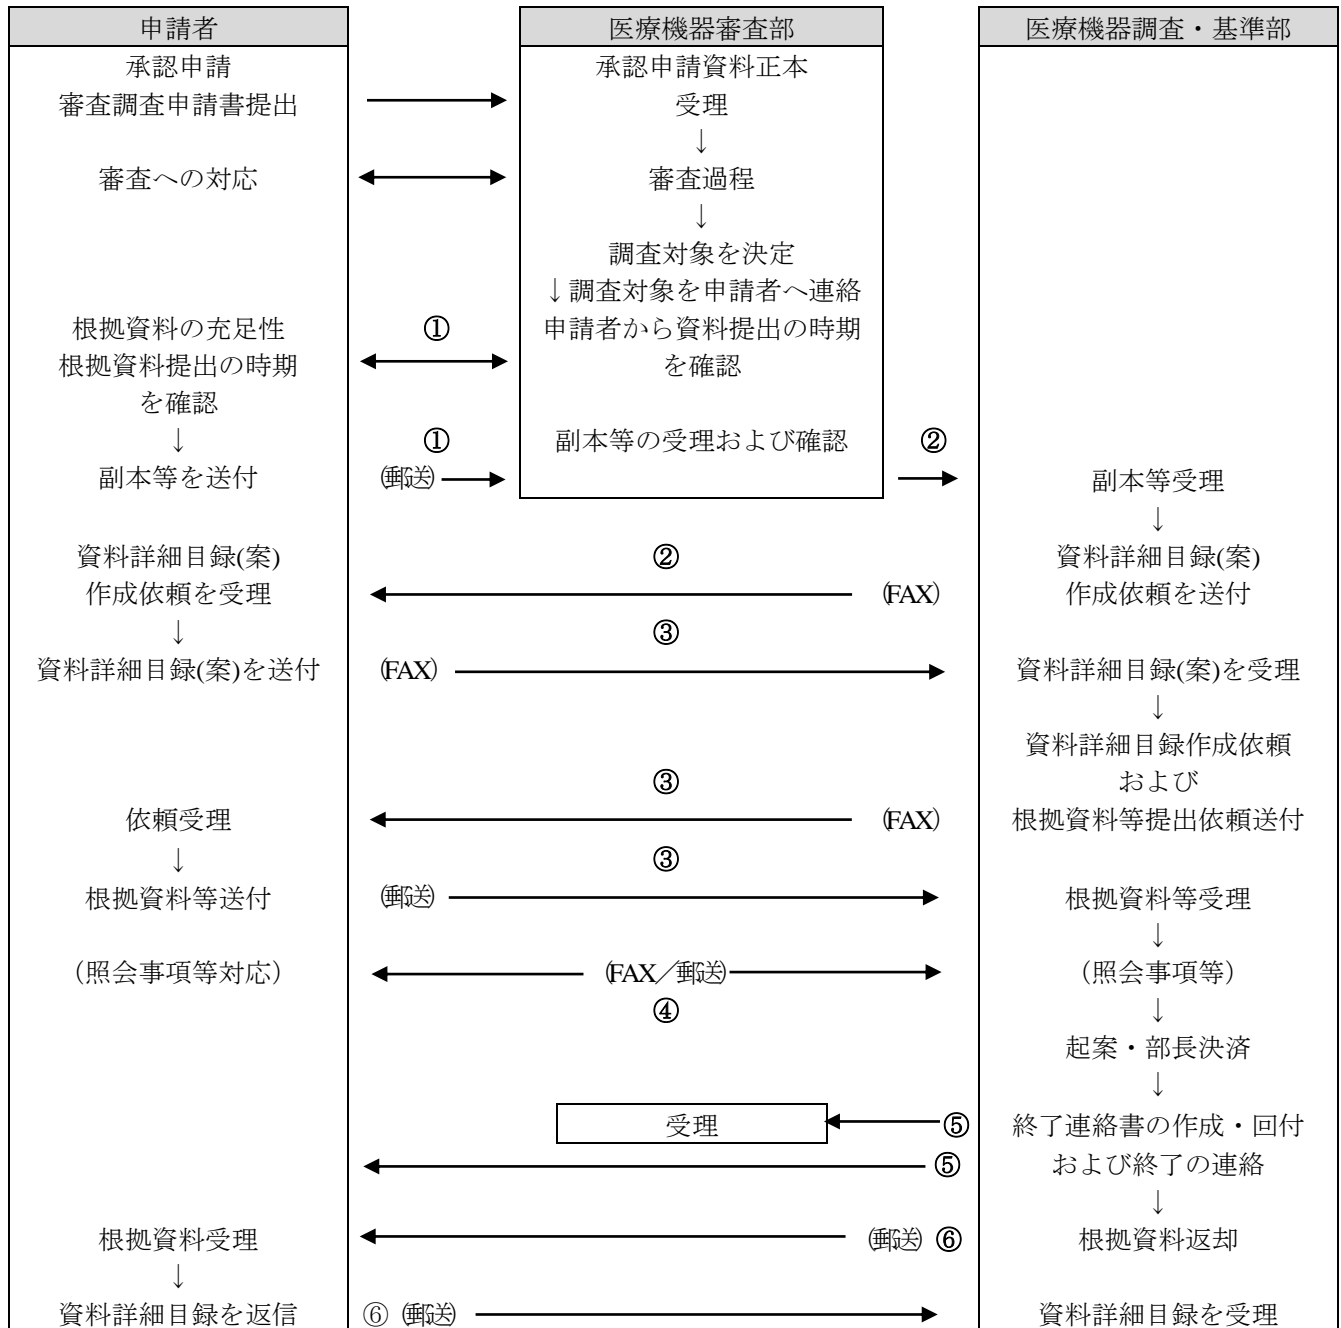 申請者 医療機器審査部 医療機器調査・基準部
承認申請 承認申請資料正本
審査調査申請書提出 受理
↓
審査への対応 審査過程
↓
調査対象を決定
↓調査対象を申請者へ連絡
根拠資料の充足性 ① 申請者から資料提出の時期
根拠資料提出の時期 を確認
を確認
↓ ① 副本等の受理および確認 ②
副本等を送付 (郵送) 副本等受理
↓
資料詳細目録(案) ② 資料詳細目録(案)
作成依頼を受理 (FAX) 作成依頼を送付
↓ ③
資料詳細目録(案)を送付 (FAX) 資料詳細目録(案)を受理
↓
資料詳細目録作成依頼
③ および
依頼受理 (FAX) 根拠資料等提出依頼送付
↓ ③
根拠資料等送付 (郵送) 根拠資料等受理
↓
（照会事項等対応） (FAX／郵送) （照会事項等）
④ ↓
起案・部長決済
↓
受理 ⑤ 終了連絡書の作成・回付
⑤ および終了の連絡
↓
根拠資料受理 (郵送) ⑥ 根拠資料返却
↓
資料詳細目録を返信 ⑥ (郵送) 資料詳細目録を受理